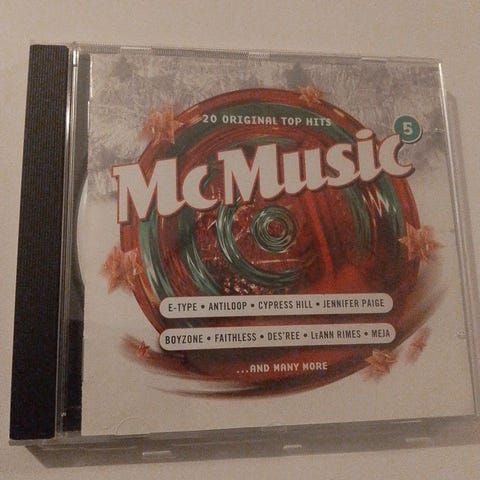 20 ORIGINAL TOP HITS
McMusic 5
E-TYPE • ANTILOOP • CYPRESS HILL • JENNIFER PAIGE
BOYZONE • FAITHLESS • DES'REE • LEANN RIMES • MEJA
...AND MANY MORE